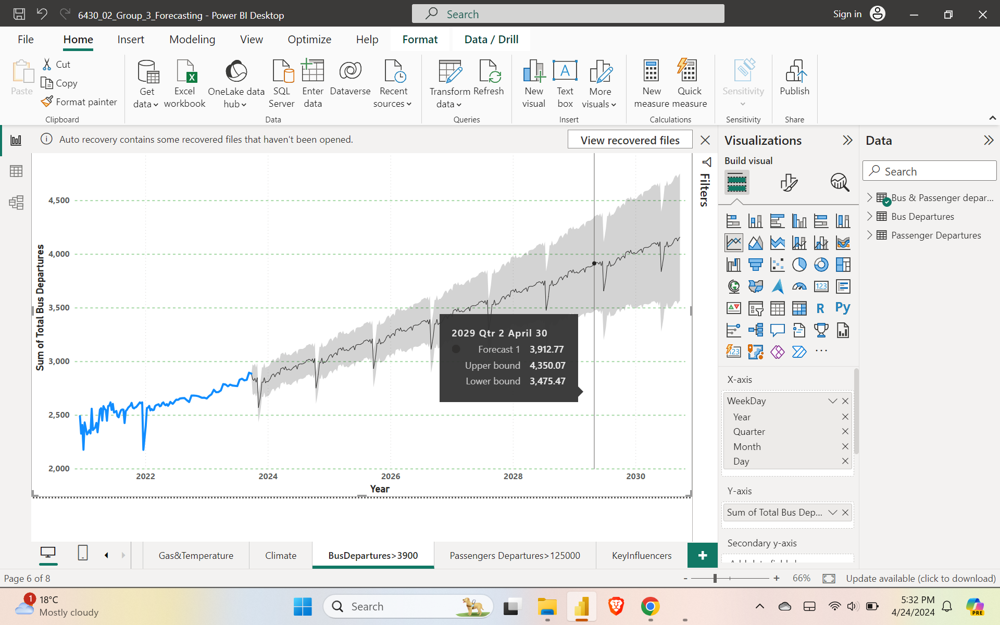 6430_02_Group_3_Forecasting - Power BI Desktop
Search
Sign in
File
Home
Insert
Modeling
View
Optimize
Help
Format
Data / Drill
Paste
Cut
Copy
Format painter
Clipboard
Get data
Excel workbook
OneLake data hub
SQL Server
Enter data
Dataverse
Recent sources
Data
Transform data
Refresh
Queries
New visual
Text box
More visuals
Insert
New measure
Quick measure
Calculations
Sensitivity
Sensitivity
Publish
Share
Auto recovery contains some recovered files that haven't been opened.
View recovered files
Sum of Total Bus Departures
4,500
4,000
3,500
3,000
2,500
2,000
2022
2024
2026
2028
2030
Year
2029 Qtr 2 April 30
Forecast 1 3,912.77
Upper bound 4,350.07
Lower bound 3,475.47
Filters
Visualizations
Build visual
123
R
Py
123
X-axis
WeekDay
Year
Quarter
Month
Day
Y-axis
Sum of Total Bus Dep...
Secondary y-axis
Data
Search
Bus & Passenger depar...
Bus Departures
Passenger Departures
Gas&Temperature
Climate
BusDepartures>3900
Passengers Departures>125000
KeyInfluencers
+
Page 6 of 8
- + 66%
Update available (click to download)
1
18°C
Mostly cloudy
Search
5:32 PM
4/24/2024
PRE